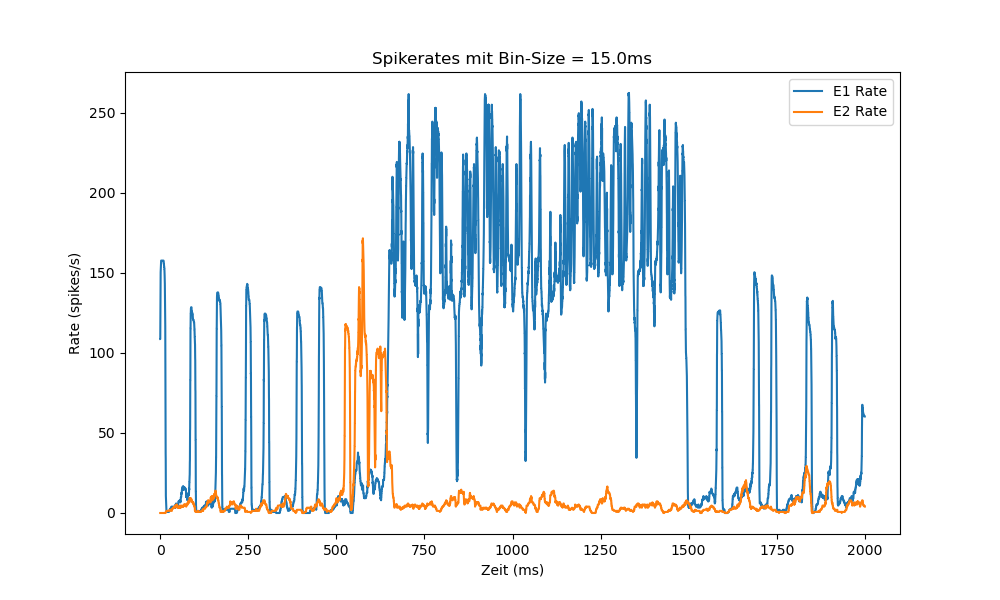 Spikerates mit Bin-Size = 15.0ms
E1 Rate
E2 Rate
250
200
150
100
50
0
Rate (spikes/s)
0 250 500 750 1000 1250 1500 1750 2000
Zeit (ms)